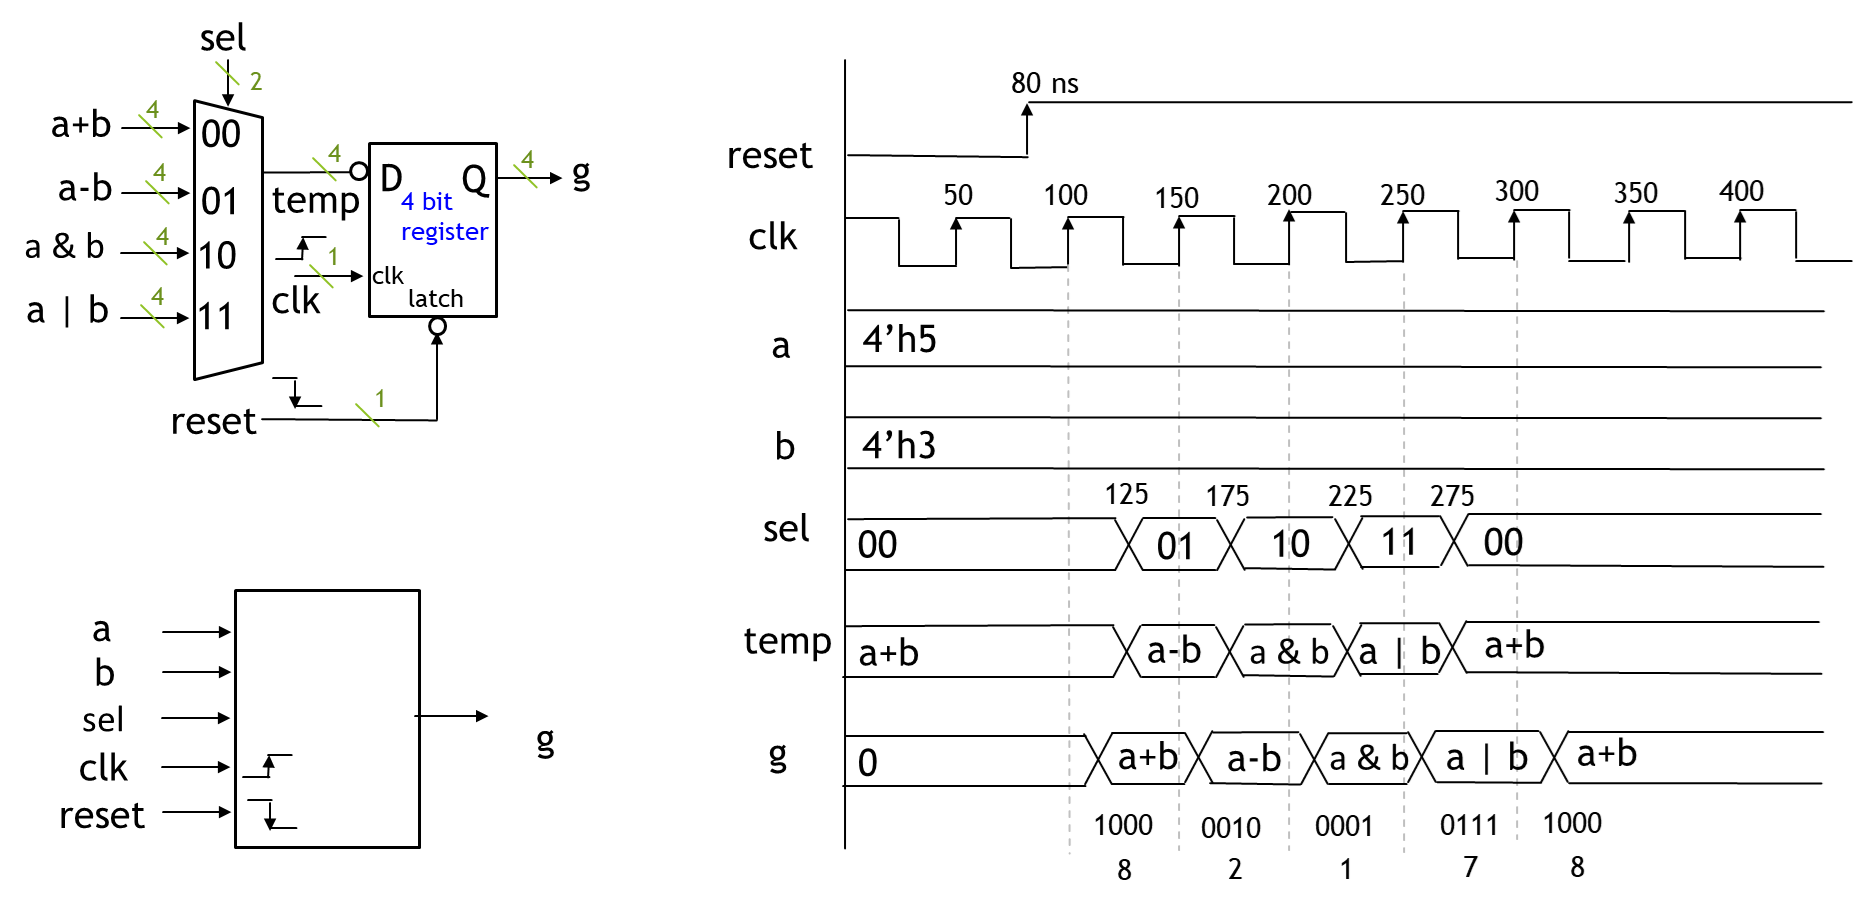 sel
2
a+b
4
00
a-b
4
01
a & b
4
10
a | b
4
11
4
temp
D
Q
4 bit
register
4
g
1
clk
clk
latch
reset
1
a
b
sel
clk
reset
g
80 ns
reset
50 100 150 200 250 300 350 400
clk
a
4'h5
b
4'h3
125 175 225 275
sel
00 01 10 11 00
temp
a+b a-b a & b a | b a+b
g
0 a+b a-b a & b a | b a+b
1000 0010 0001 0111 1000
8 2 1 7 8